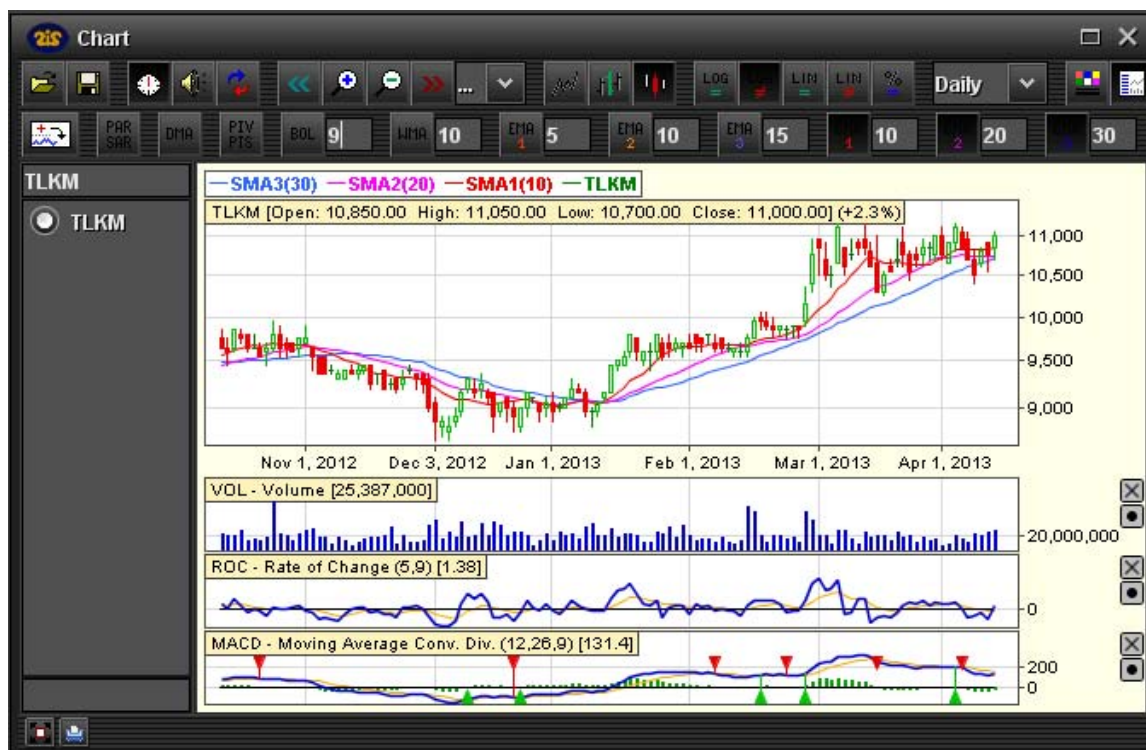 2is Chart
... LOG LIN LIN % Daily
PAR SAR DMA PIV PTS BOL 9 WMA 10 EMA 1 5 EMA 2 10 EMA 3 15 1 10 2 20 30
TLKM
TLKM
SMA3(30) SMA2(20) SMA1(10) TLKM
TLKM [Open: 10,850.00 High: 11,050.00 Low: 10,700.00 Close: 11,000.00] (+2.3%)
11,000
10,500
10,000
9,500
9,000
Nov 1, 2012 Dec 3, 2012 Jan 1, 2013 Feb 1, 2013 Mar 1, 2013 Apr 1, 2013
VOL - Volume [25,387,000]
20,000,000
ROC - Rate of Change (5,9) [1.38]
0
MACD - Moving Average Conv. Div. (12,26,9) [131.4]
200
0